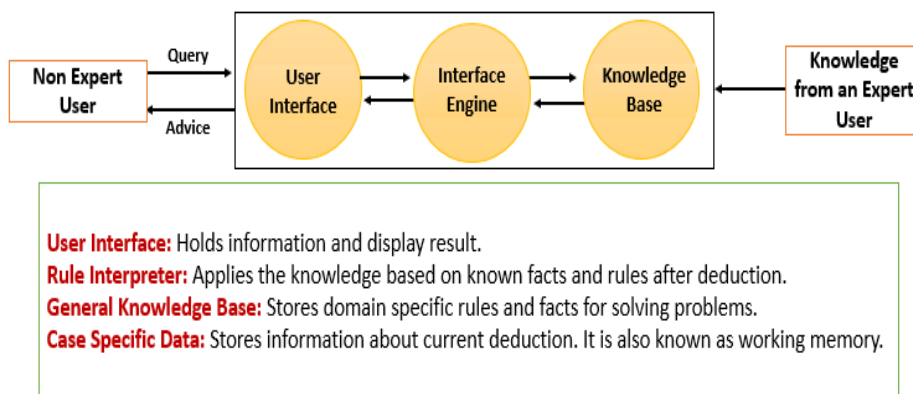 Query
Non Expert
User
Advice
User
Interface
Interface
Engine
Knowledge
Base
Knowledge
from an Expert
User
User Interface: Holds information and display result.
Rule Interpreter: Applies the knowledge based on known facts and rules after deduction.
General Knowledge Base: Stores domain specific rules and facts for solving problems.
Case Specific Data: Stores information about current deduction. It is also known as working memory.